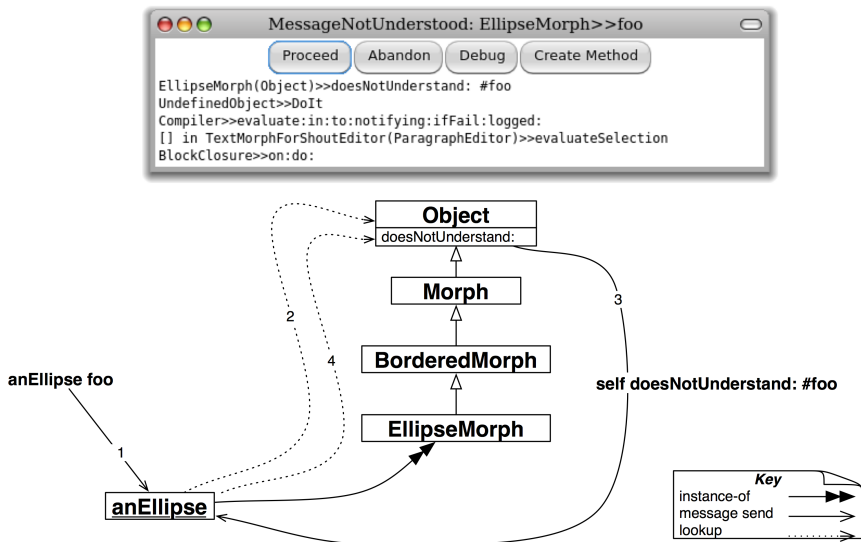 MessageNotUnderstood: EllipseMorph>>foo
Proceed Abandon Debug Create Method
EllipseMorph(Object)>>doesNotUnderstand: #foo
UndefinedObject>>DoIt
Compiler>>evaluate:in:to:notifying:ifFail:logged:
[] in TextMorphForShoutEditor(ParagraphEditor)>>evaluateSelection
BlockClosure>>on:do:
Object
doesNotUnderstand:
Morph
3
2
4
BorderedMorph
anEllipse foo
self doesNotUnderstand: #foo
EllipseMorph
1
anEllipse
Key
instance-of
message send
lookup